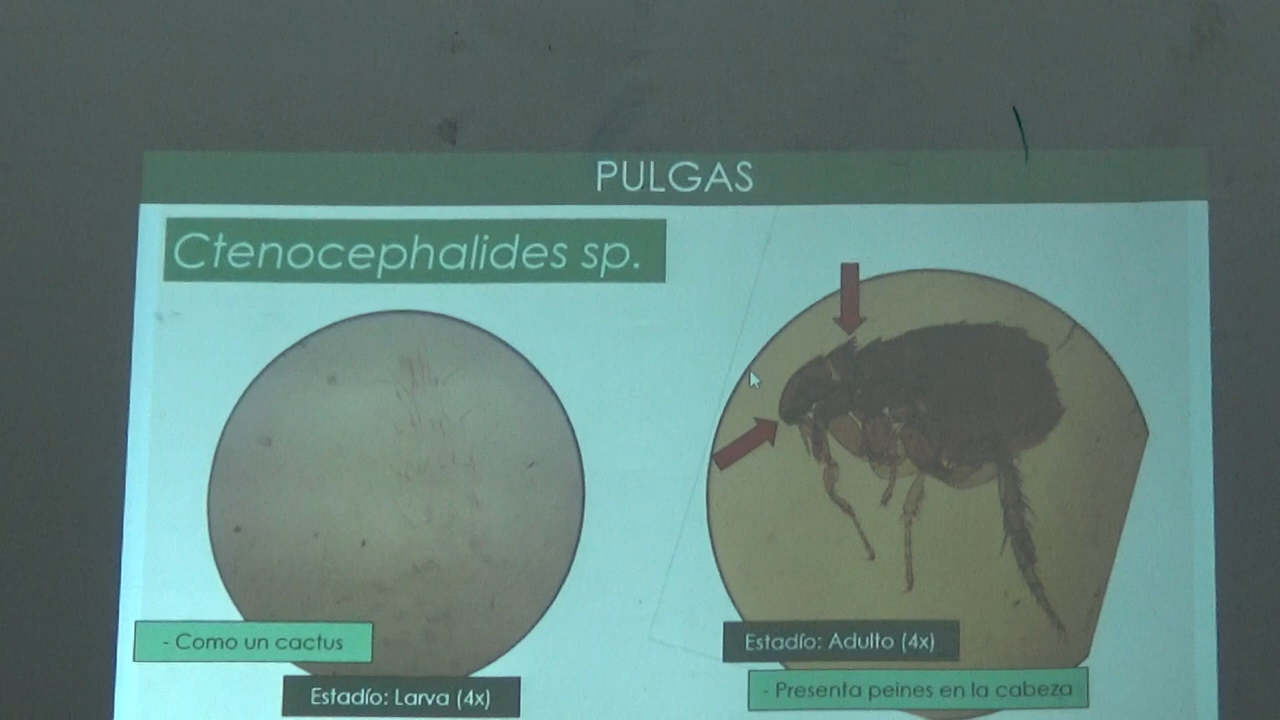 PULGAS
Ctenocephalides sp.
- Como un cactus
Estadío: Larva (4x)
Estadío: Adulto (4x)
- Presenta peines en la cabeza